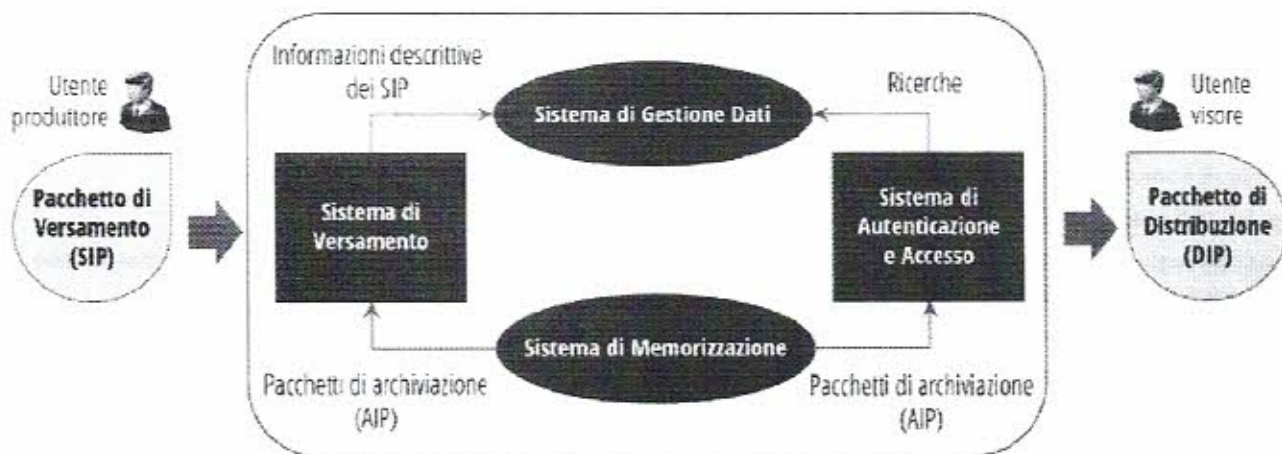 Informazioni descrittive
dei SIP
Utente
produttore
Ricerche
Utente
visore
Sistema di Gestione Dati
Pacchetto di
Versamento
(SIP)
Sistema di
Versamento
Sistema di
Autenticazione
e Accesso
Pacchetto di
Distribuzione
(DIP)
Sistema di Memorizzazione
Pacchetti di archiviazione
(AIP)
Pacchetti di archiviazione
(AIP)